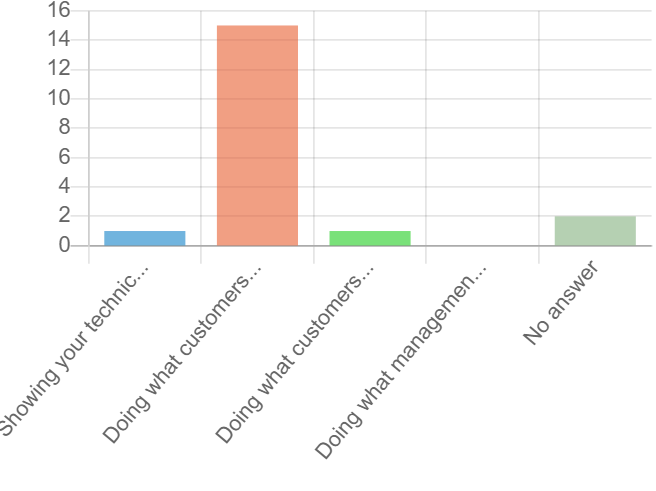 16
14
12
10
8
6
4
2
0
Showing your technic...
Doing what customers...
Doing what customers...
Doing what managemen...
No answer